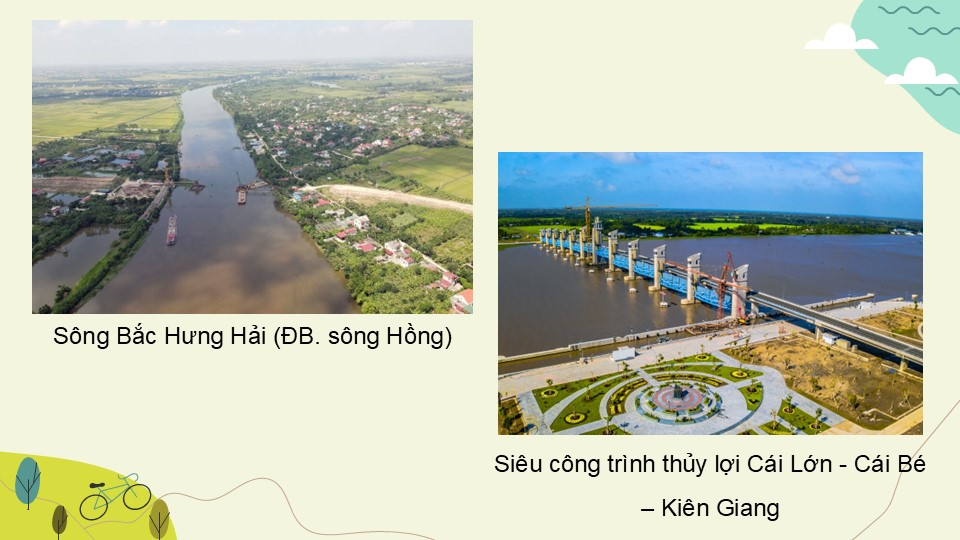 Sông Bắc Hưng Hải (ĐB. sông Hồng)
Siêu công trình thủy lợi Cái Lớn - Cái Bé
– Kiên Giang